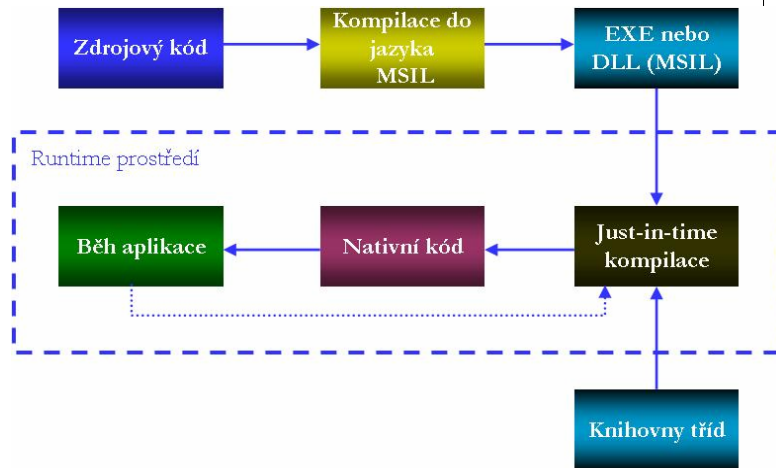 Zdrojový kód
Kompilace do
jazyka
MSIL
EXE nebo
DLL (MSIL)
Runtime prostředí
Běh aplikace
Nativní kód
Just-in-time
kompilace
Knihovny tříd